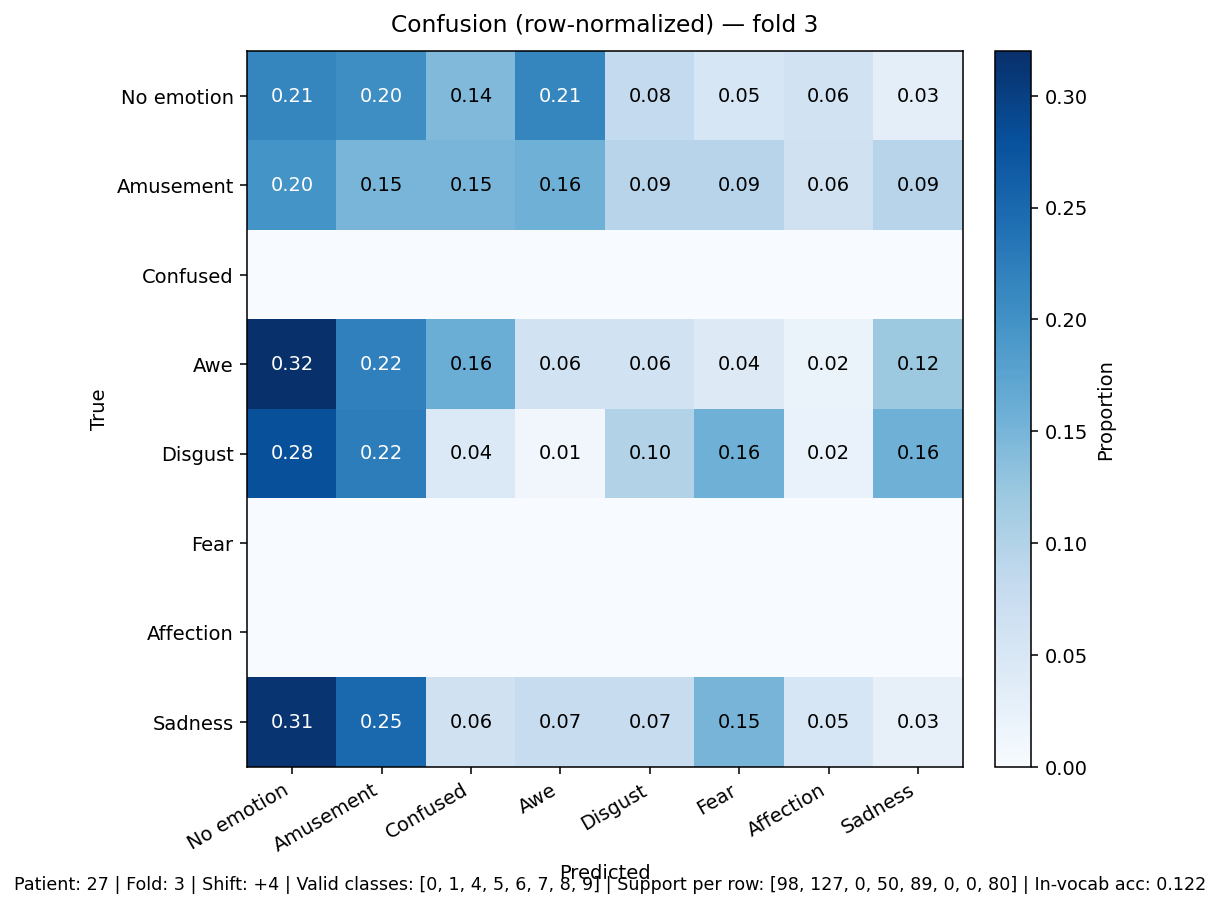 Confusion (row-normalized) — fold 3
No emotion 0.21 0.20 0.14 0.21 0.08 0.05 0.06 0.03
Amusement 0.20 0.15 0.15 0.16 0.09 0.09 0.06 0.09
Confused
Awe 0.32 0.22 0.16 0.06 0.06 0.04 0.02 0.12
Disgust 0.28 0.22 0.04 0.01 0.10 0.16 0.02 0.16
Fear
Affection
Sadness 0.31 0.25 0.06 0.07 0.07 0.15 0.05 0.03
True
No emotion Amusement Confused Awe Disgust Fear Affection Sadness
Predicted
0.30
0.25
0.20
0.15
0.10
0.05
0.00
Proportion
Patient: 27 | Fold: 3 | Shift: +4 | Valid classes: [0, 1, 4, 5, 6, 7, 8, 9] | Support per row: [98, 127, 0, 50, 89, 0, 0, 80] | In-vocab acc: 0.122